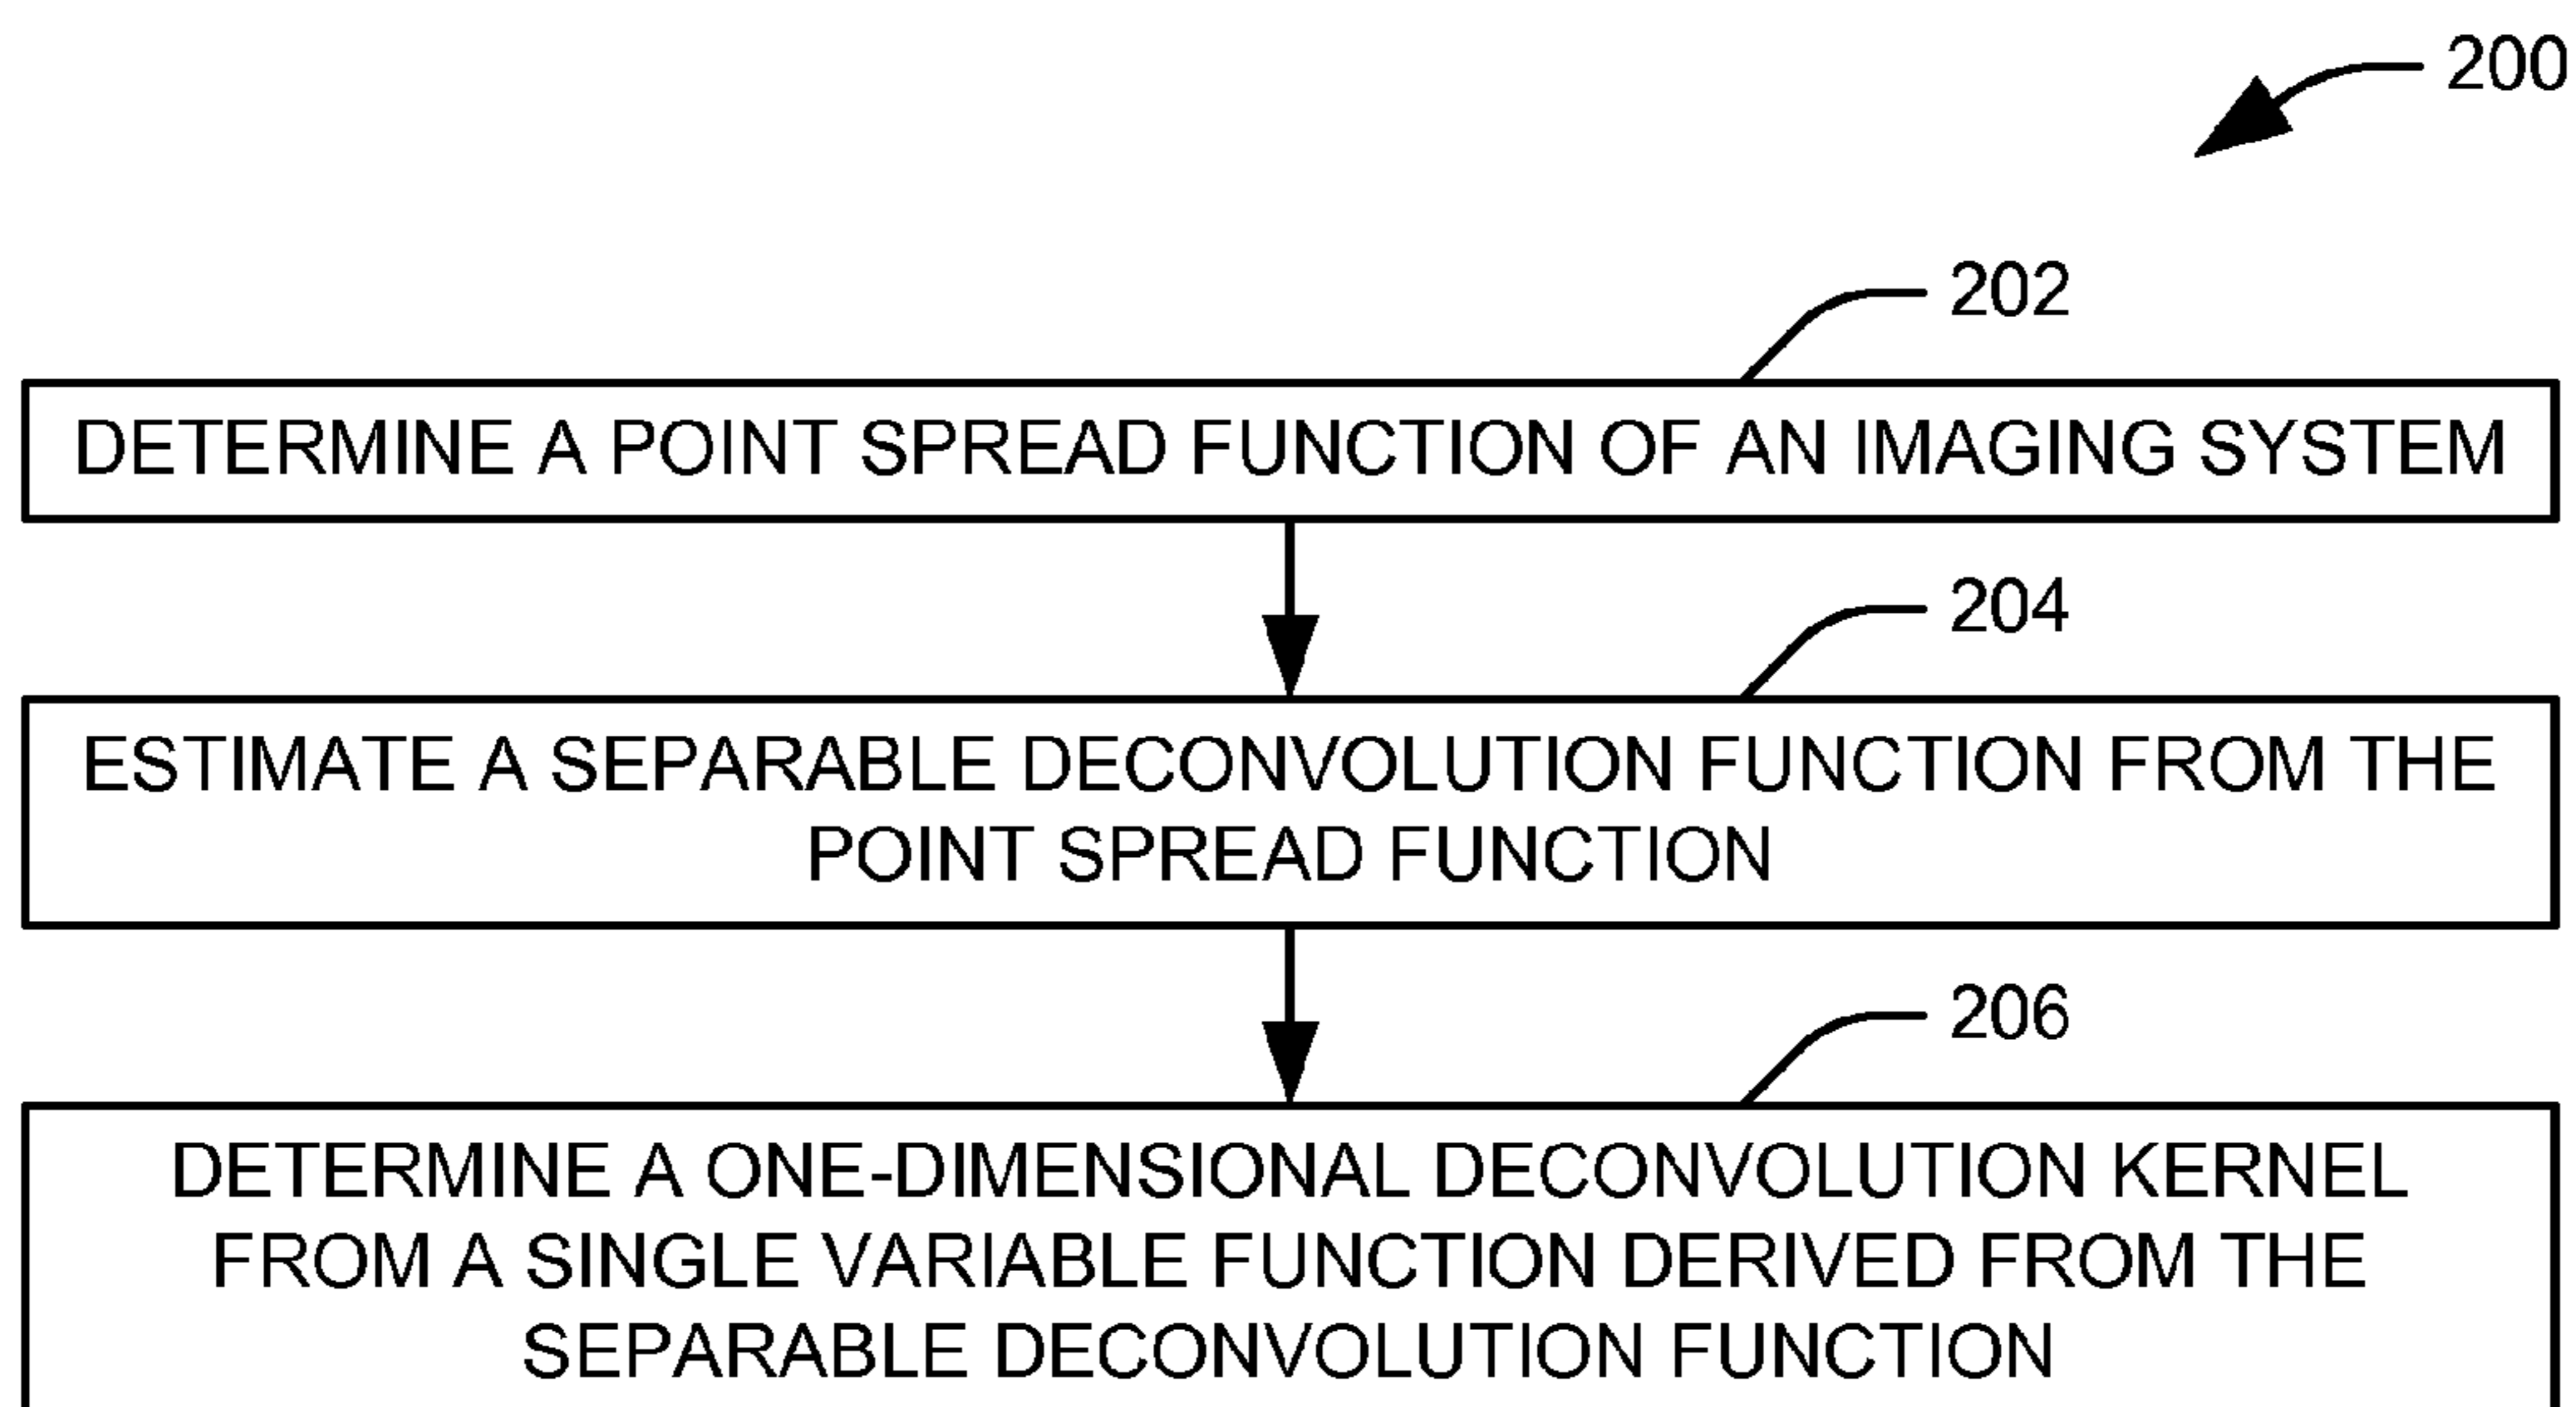 200
202
DETERMINE A POINT SPREAD FUNCTION OF AN IMAGING SYSTEM
204
ESTIMATE A SEPARABLE DECONVOLUTION FUNCTION FROM THE
POINT SPREAD FUNCTION
206
DETERMINE A ONE-DIMENSIONAL DECONVOLUTION KERNEL
FROM A SINGLE VARIABLE FUNCTION DERIVED FROM THE
SEPARABLE DECONVOLUTION FUNCTION